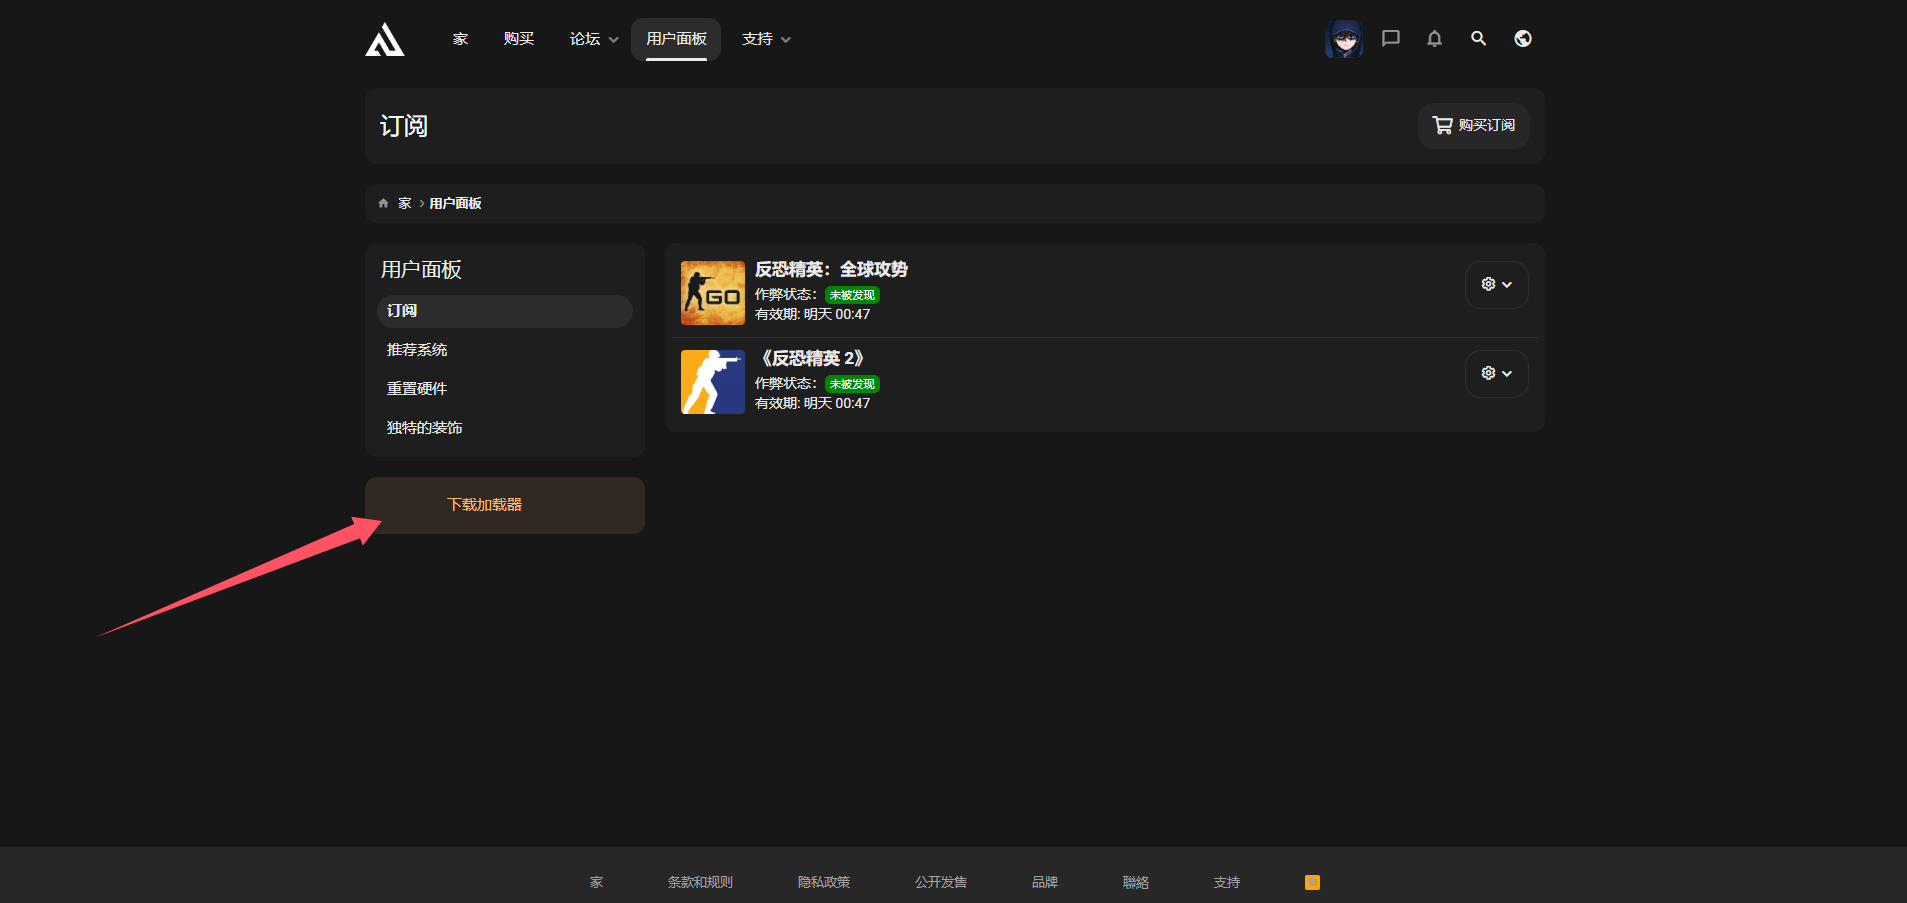 家 购买 论坛 用户面板 支持
订阅
购买订阅
家 用户面板
用户面板
订阅
推荐系统
重置硬件
独特的装饰
下载加载器
GO
反恐精英：全球攻势
作弊状态： 未被发现
有效期: 明天 00:47
《反恐精英 2》
作弊状态： 未被发现
有效期: 明天 00:47
家 条款和规则 隐私政策 公开发售 品牌 聯絡 支持